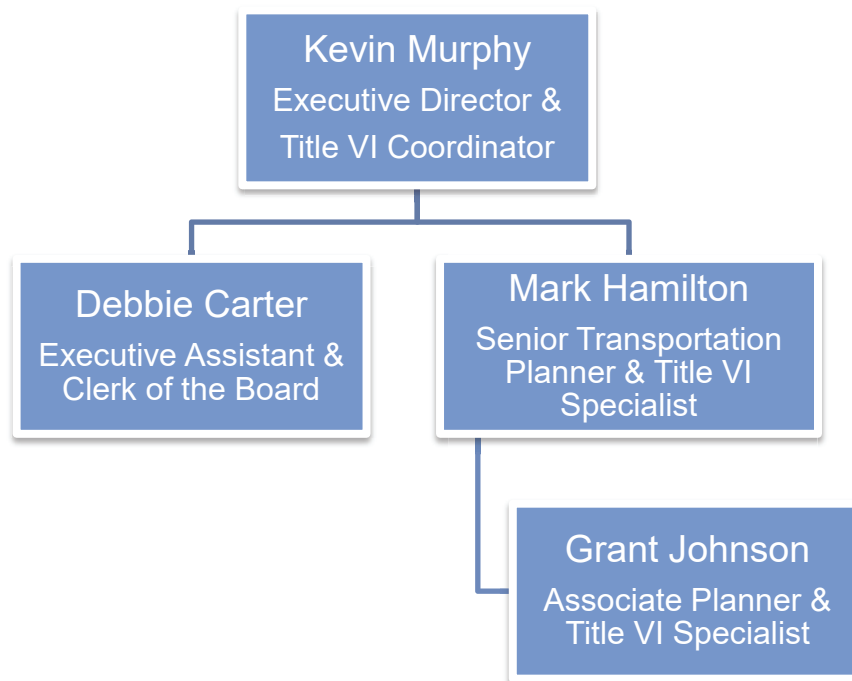 Kevin Murphy
Executive Director &
Title VI Coordinator
Debbie Carter
Executive Assistant &
Clerk of the Board
Mark Hamilton
Senior Transportation
Planner & Title VI
Specialist
Grant Johnson
Associate Planner &
Title VI Specialist